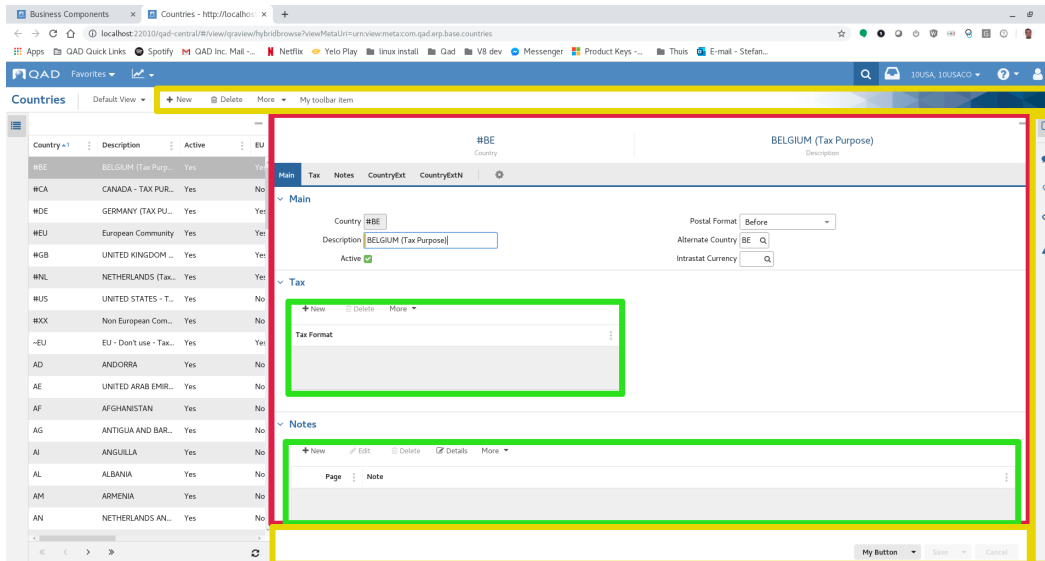 Business Components × Countries - http://localhos × +
localhost:22010/qad-central/#/view/qraview/hybridbrowse?viewMetaUri=urn:view:meta:com.qad.erp.base.countries
Apps QAD Quick Links Spotify M QAD Inc. Mail -... N Netflix Yelo Play linux install Qad V8 dev Messenger Product Keys -... Thuis E-mail - Stefan...
QAD Favorites 10USA, 10USACO ?
Countries Default View + New Delete More My toolbar item
Country 1 Description Active EU
#BE BELGIUM (Tax Purp... Yes Yes
#CA CANADA - TAX PUR... Yes No
#DE GERMANY (TAX PU... Yes Yes
#EU European Community Yes Yes
#GB UNITED KINGDOM ... Yes Yes
#NL NETHERLANDS (Tax... Yes Yes
#US UNITED STATES - T... Yes No
#XX Non European Com... Yes No
~EU EU - Don't use - Tax... Yes Yes
AD ANDORRA Yes No
AE UNITED ARAB EMIR... Yes No
AF AFGHANISTAN Yes No
AG ANTIGUA AND BAR... Yes No
AI ANGUILLA Yes No
AL ALBANIA Yes No
AM ARMENIA Yes No
AN NETHERLANDS AN... Yes No
#BE BELGIUM (Tax Purpose)
Country Description
Main Tax Notes CountryExt CountryExtN
Main
Country #BE Postal Format Before
Description BELGIUM (Tax Purpose) Alternate Country BE
Active Intrastat Currency
Tax
+ New Delete More
Tax Format
Notes
+ New Edit Delete Details More
Page Note
My Button Save Cancel